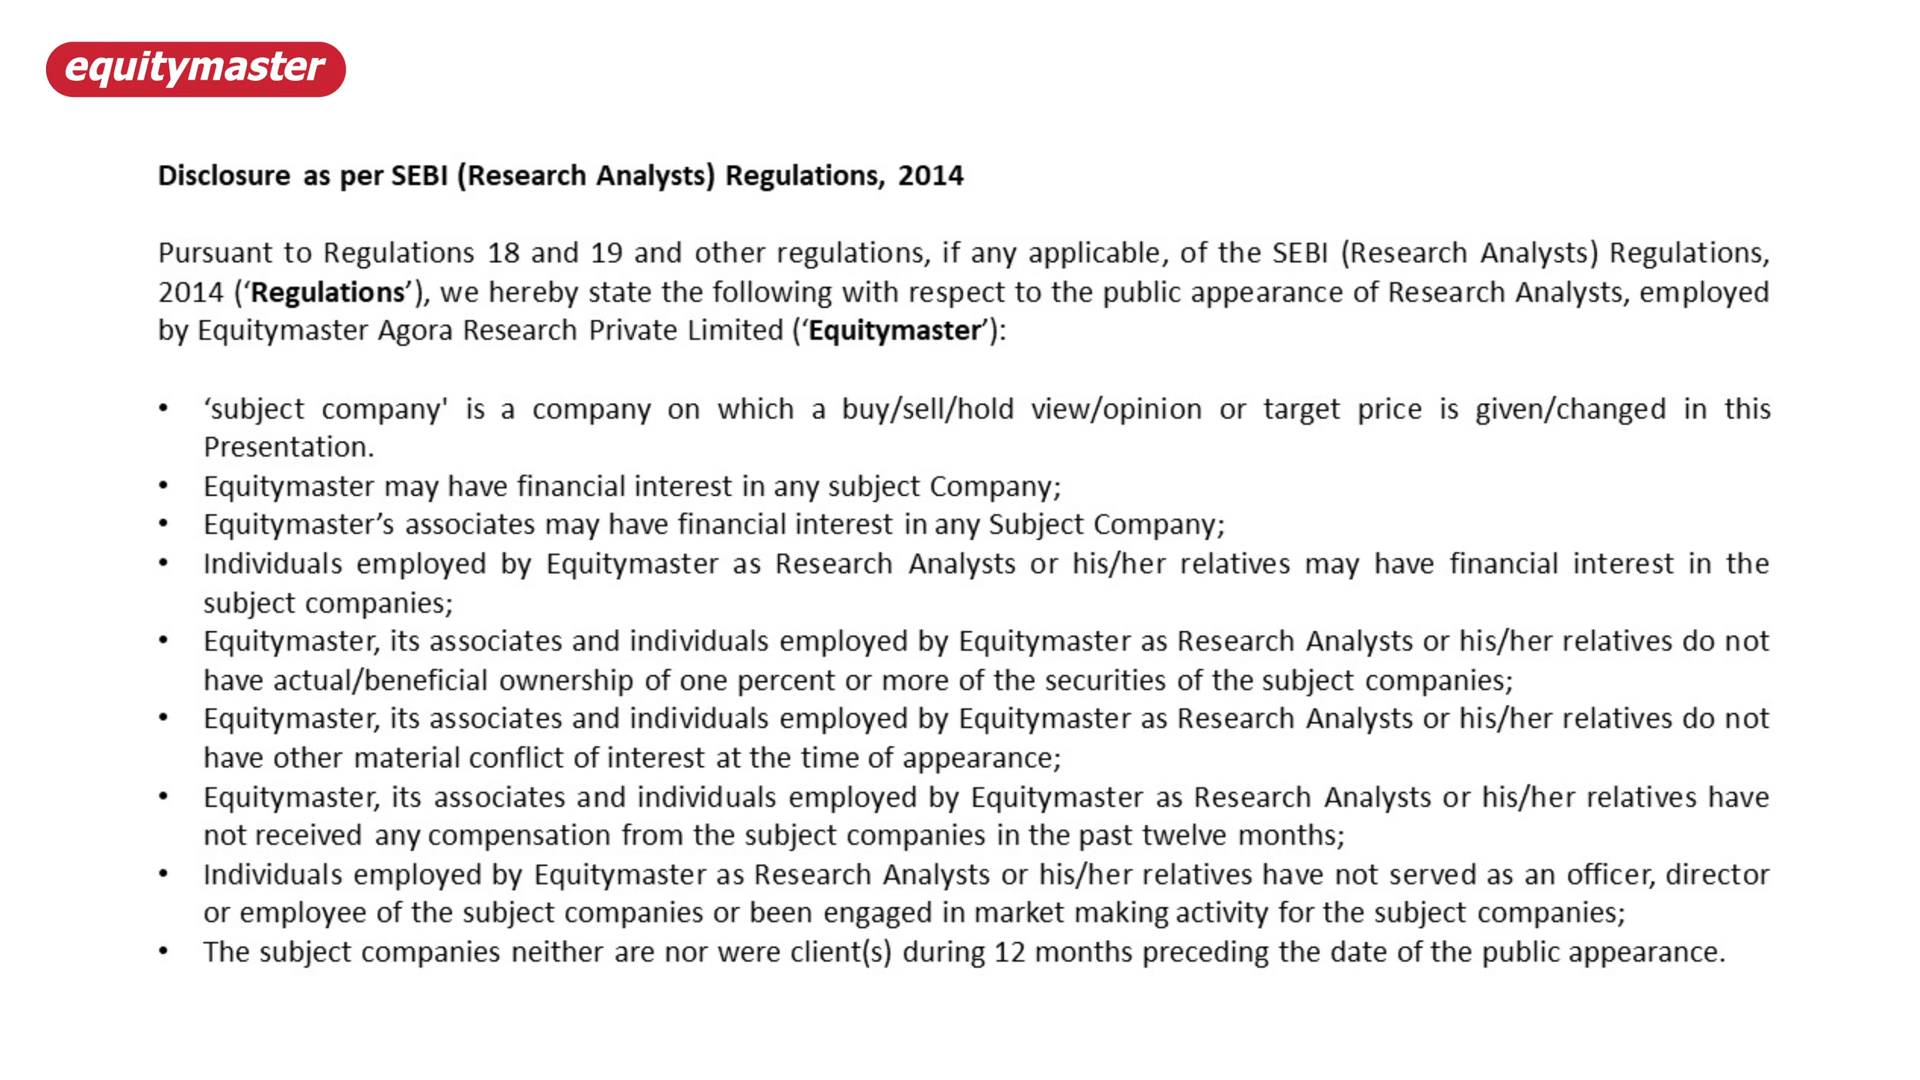 equitymaster
Disclosure as per SEBI (Research Analysts) Regulations, 2014
Pursuant to Regulations 18 and 19 and other regulations, if any applicable, of the SEBI (Research Analysts) Regulations,
2014 (‘Regulations’), we hereby state the following with respect to the public appearance of Research Analysts, employed
by Equitymaster Agora Research Private Limited (‘Equitymaster’):
• ‘subject company' is a company on which a buy/sell/hold view/opinion or target price is given/changed in this
Presentation.
• Equitymaster may have financial interest in any subject Company;
• Equitymaster’s associates may have financial interest in any Subject Company;
• Individuals employed by Equitymaster as Research Analysts or his/her relatives may have financial interest in the
subject companies;
• Equitymaster, its associates and individuals employed by Equitymaster as Research Analysts or his/her relatives do not
have actual/beneficial ownership of one percent or more of the securities of the subject companies;
• Equitymaster, its associates and individuals employed by Equitymaster as Research Analysts or his/her relatives do not
have other material conflict of interest at the time of appearance;
• Equitymaster, its associates and individuals employed by Equitymaster as Research Analysts or his/her relatives have
not received any compensation from the subject companies in the past twelve months;
• Individuals employed by Equitymaster as Research Analysts or his/her relatives have not served as an officer, director
or employee of the subject companies or been engaged in market making activity for the subject companies;
• The subject companies neither are nor were client(s) during 12 months preceding the date of the public appearance.